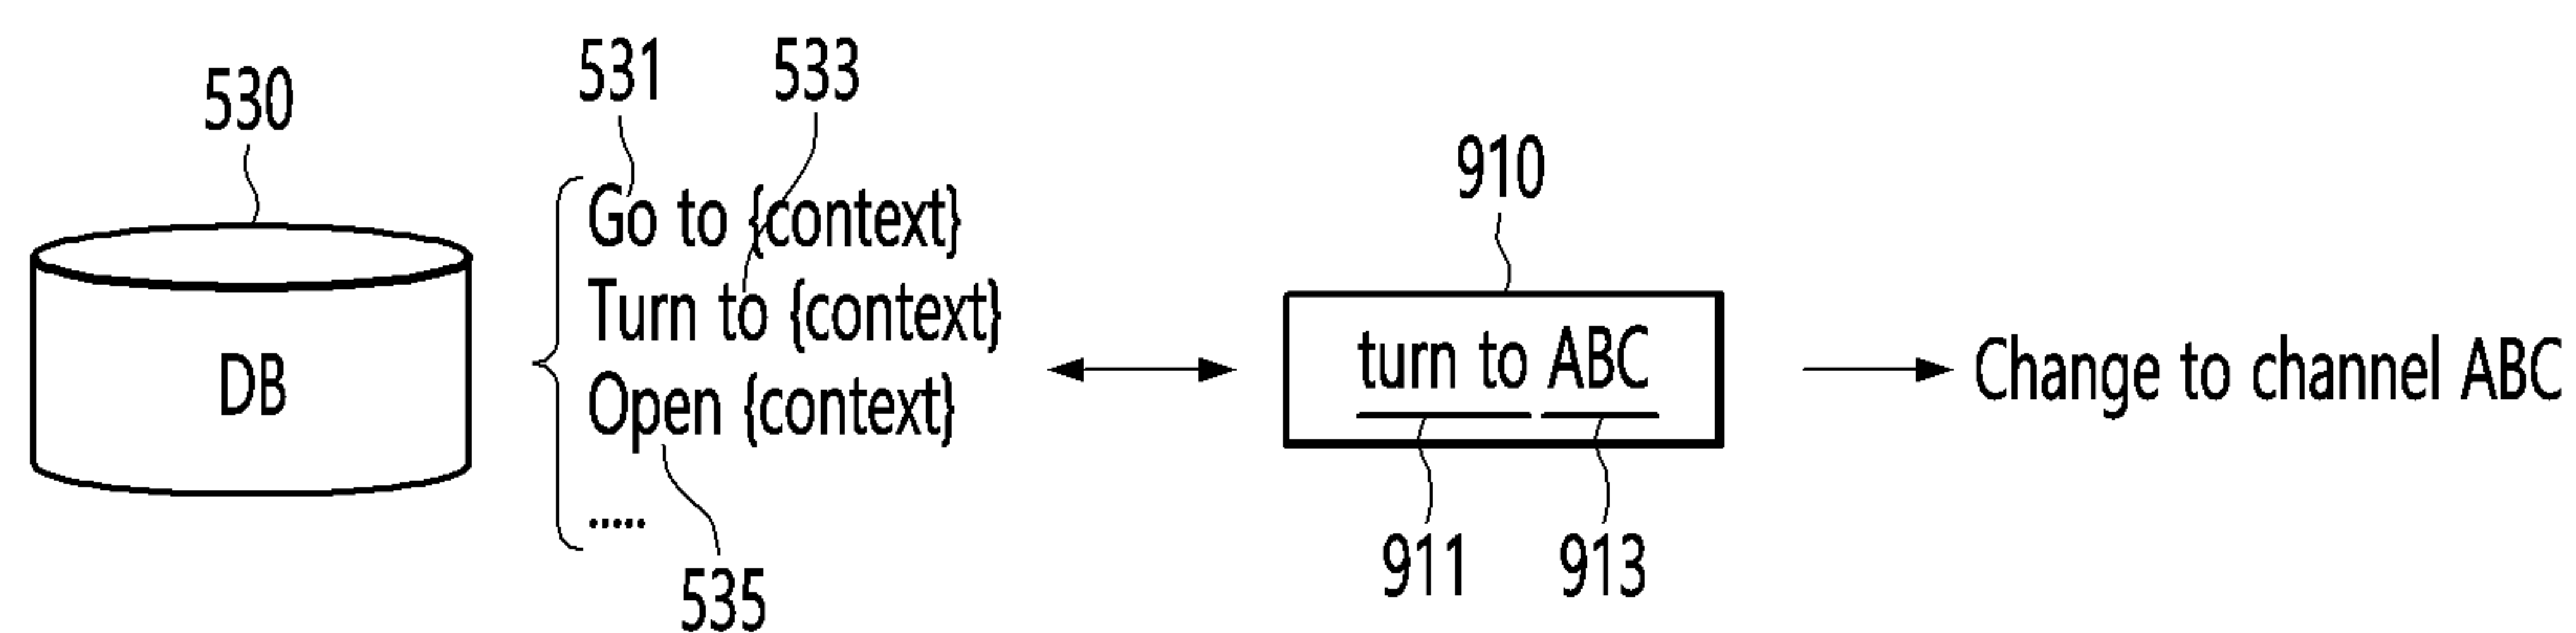 530
531
533
DB
Go to {context}
Turn to {context}
Open {context}
.....
535
910
turn to ABC
911
913
Change to channel ABC